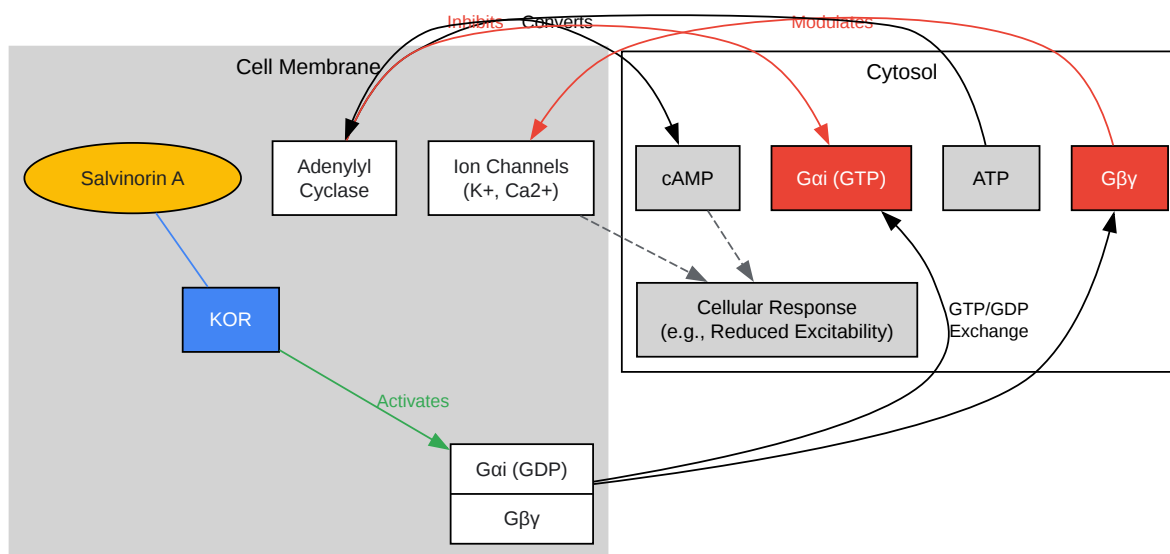 Inhibits
Converts
Modulates
Cell Membrane
Cytosol
Salvinorin A
Adenylyl
Cyclase
Ion Channels
(K+, Ca2+)
cAMP
Gαi (GTP)
ATP
Gβγ
KOR
Cellular Response
(e.g., Reduced Excitability)
GTP/GDP
Exchange
Activates
Gαi (GDP)
Gβγ